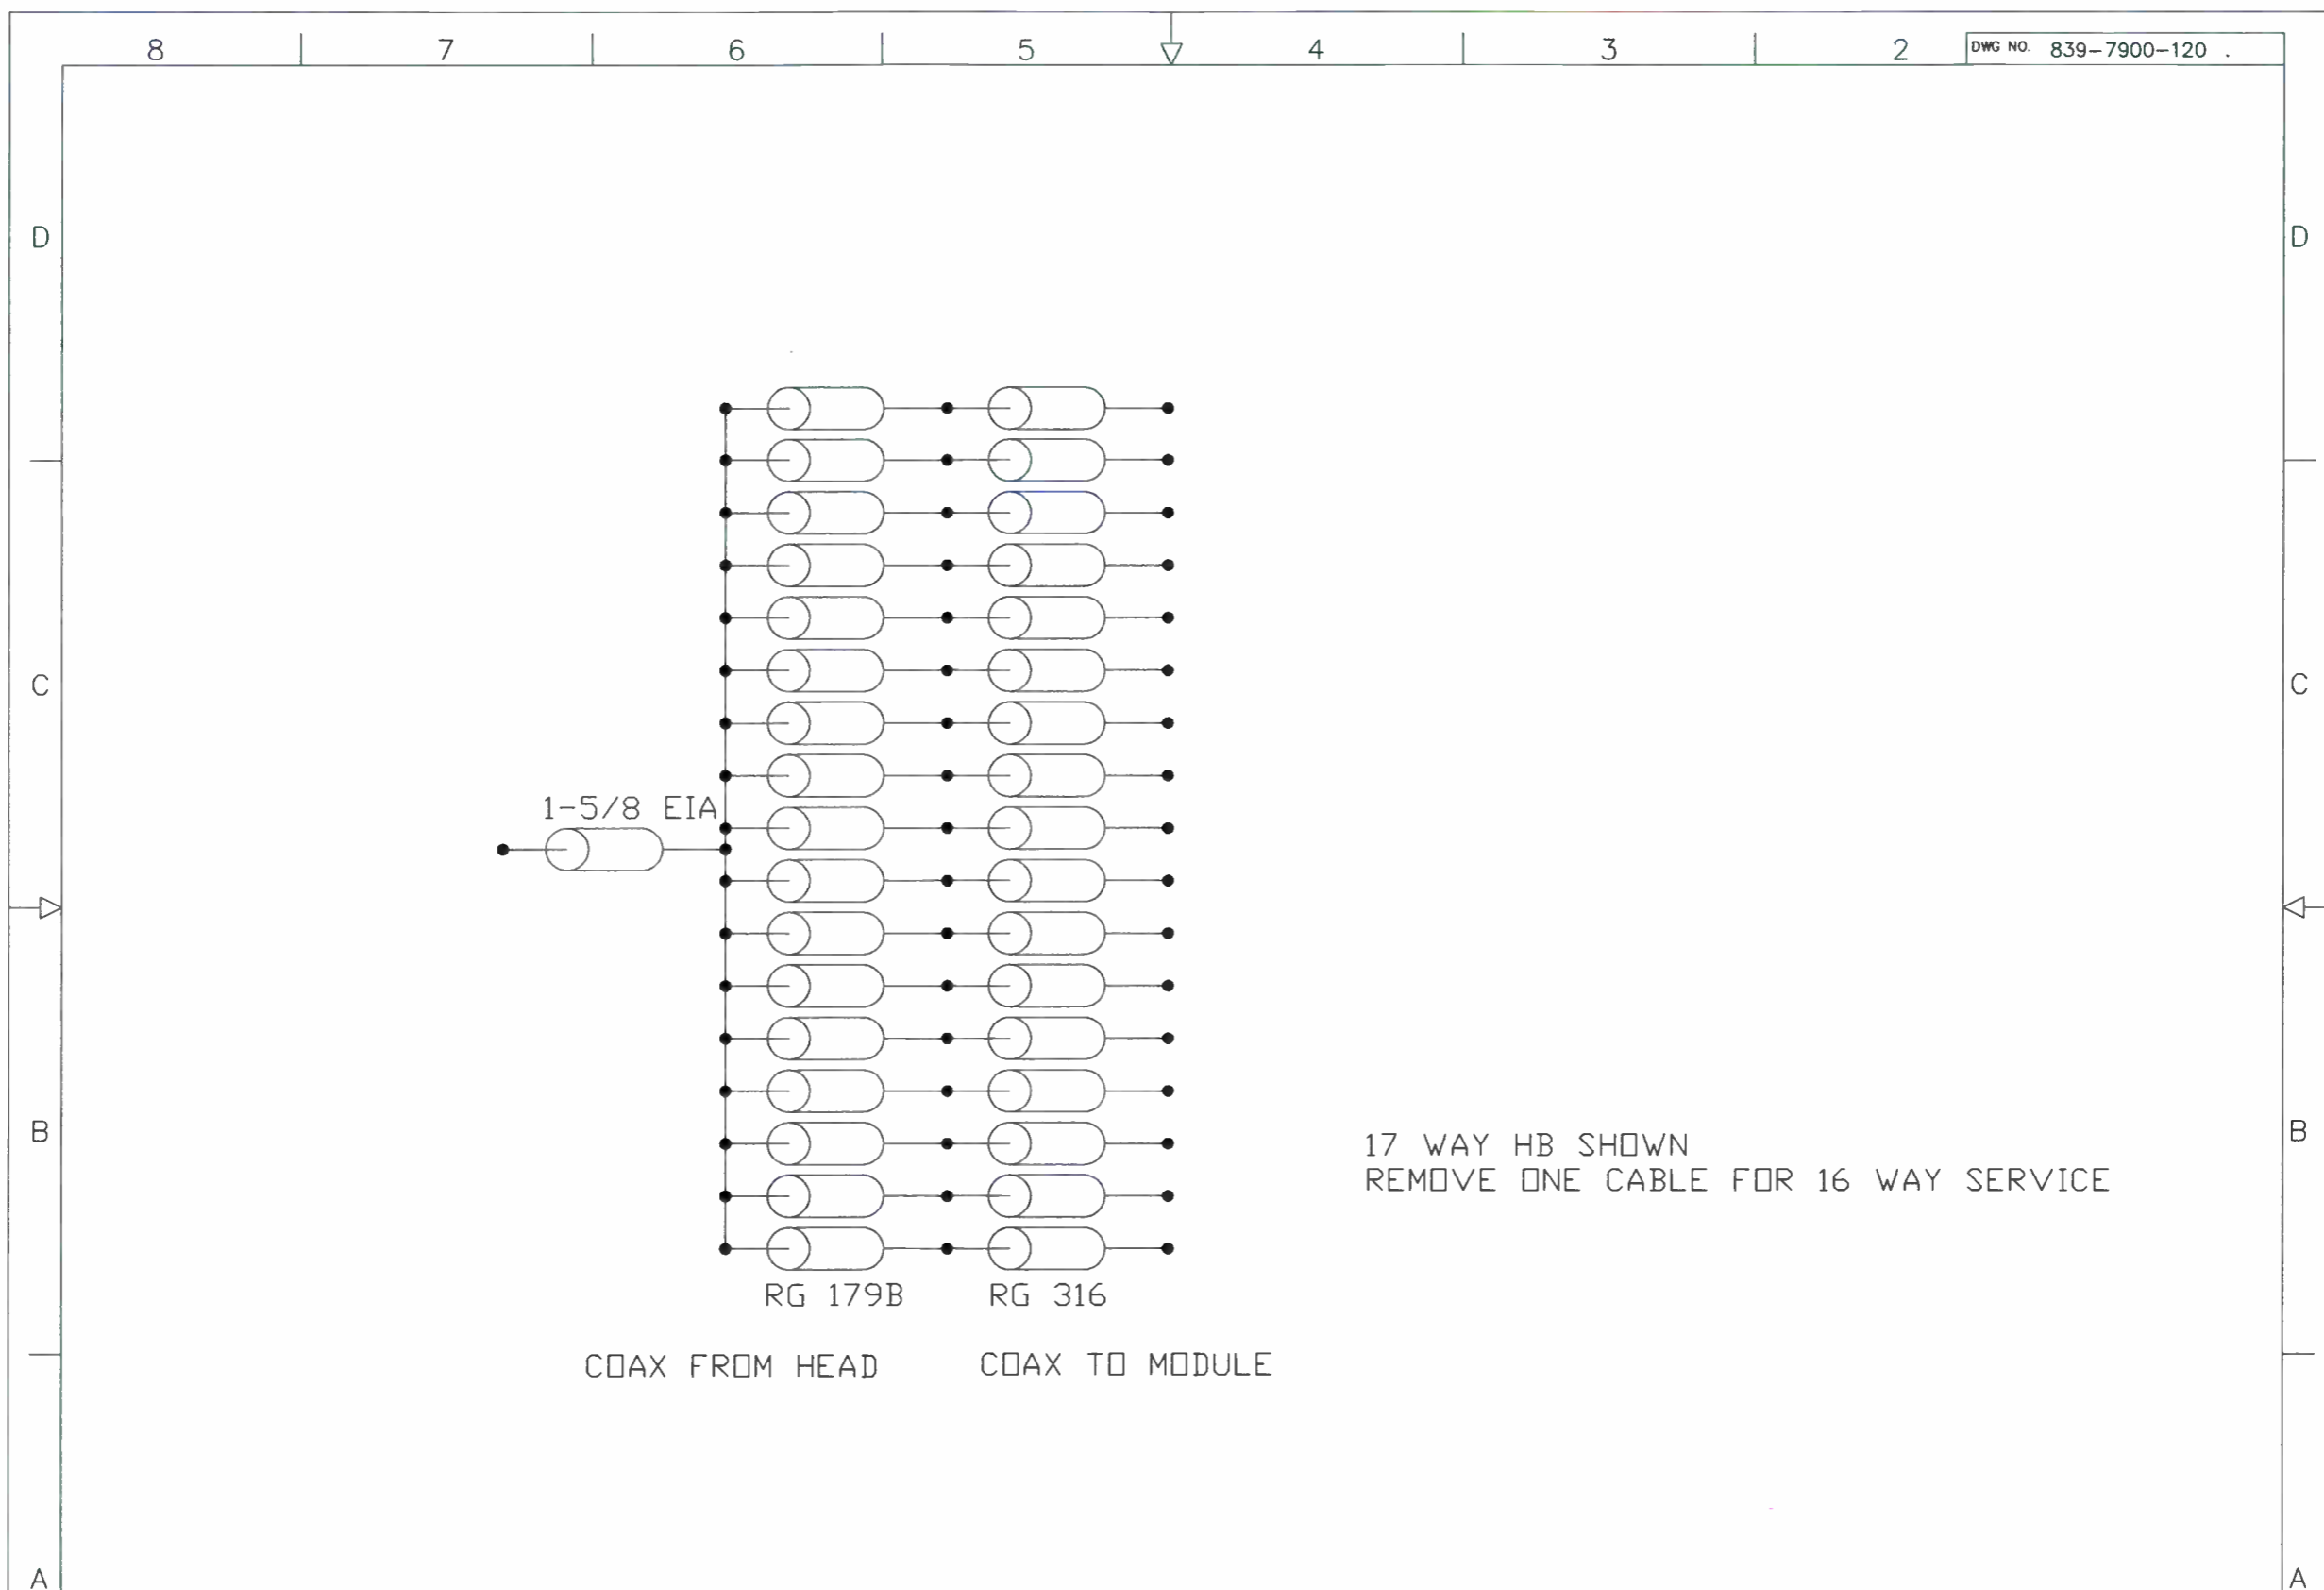 8 7 6 5 4 3 2 DWG NO. 839-7900-120 .
D D
C C
1-5/8 EIA
B B
17 WAY HB SHOWN
REMOVE ONE CABLE FOR 16 WAY SERVICE
RG 179B RG 316
COAX FROM HEAD COAX TO MODULE
A A